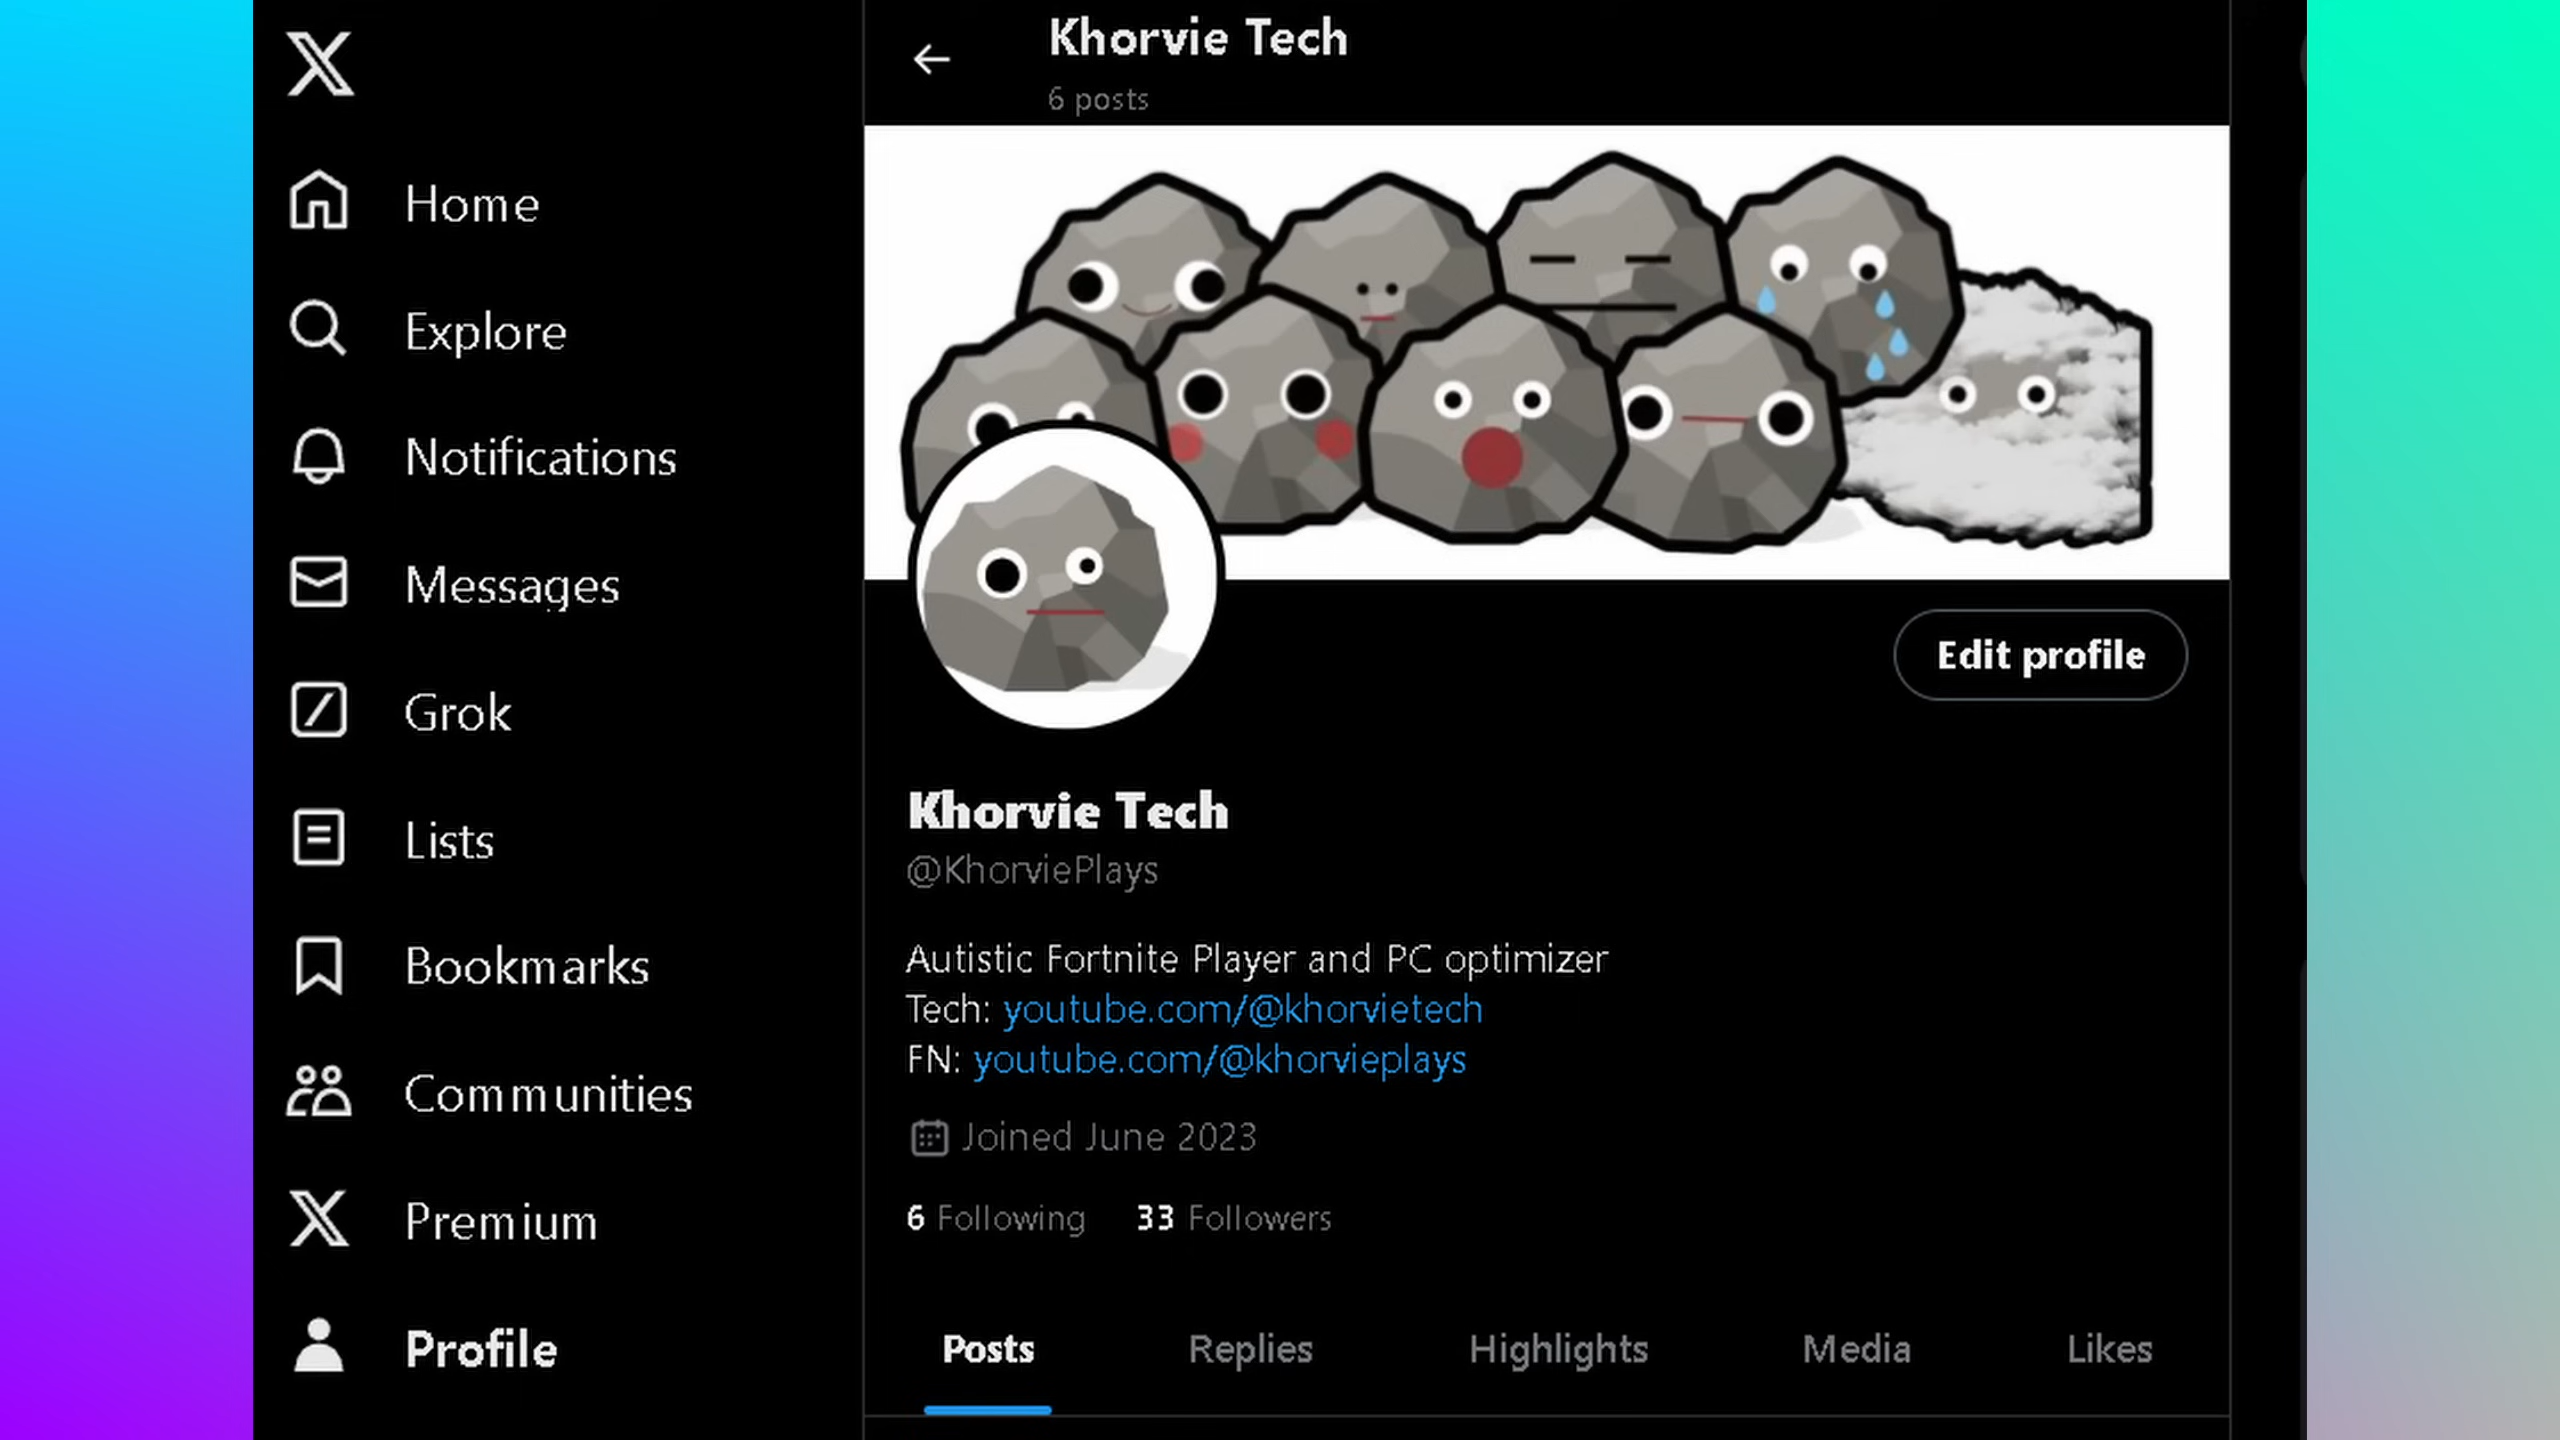 Home
Explore
Notifications
Messages
Grok
Lists
Bookmarks
Communities
Premium
Profile
Khorvie Tech
6 posts
Edit profile
Khorvie Tech
@KhorviePlays
Autistic Fortnite Player and PC optimizer
Tech: youtube.com/@khorvietech
FN: youtube.com/@khorvieplays
Joined June 2023
6 Following 33 Followers
Posts Replies Highlights Media Likes